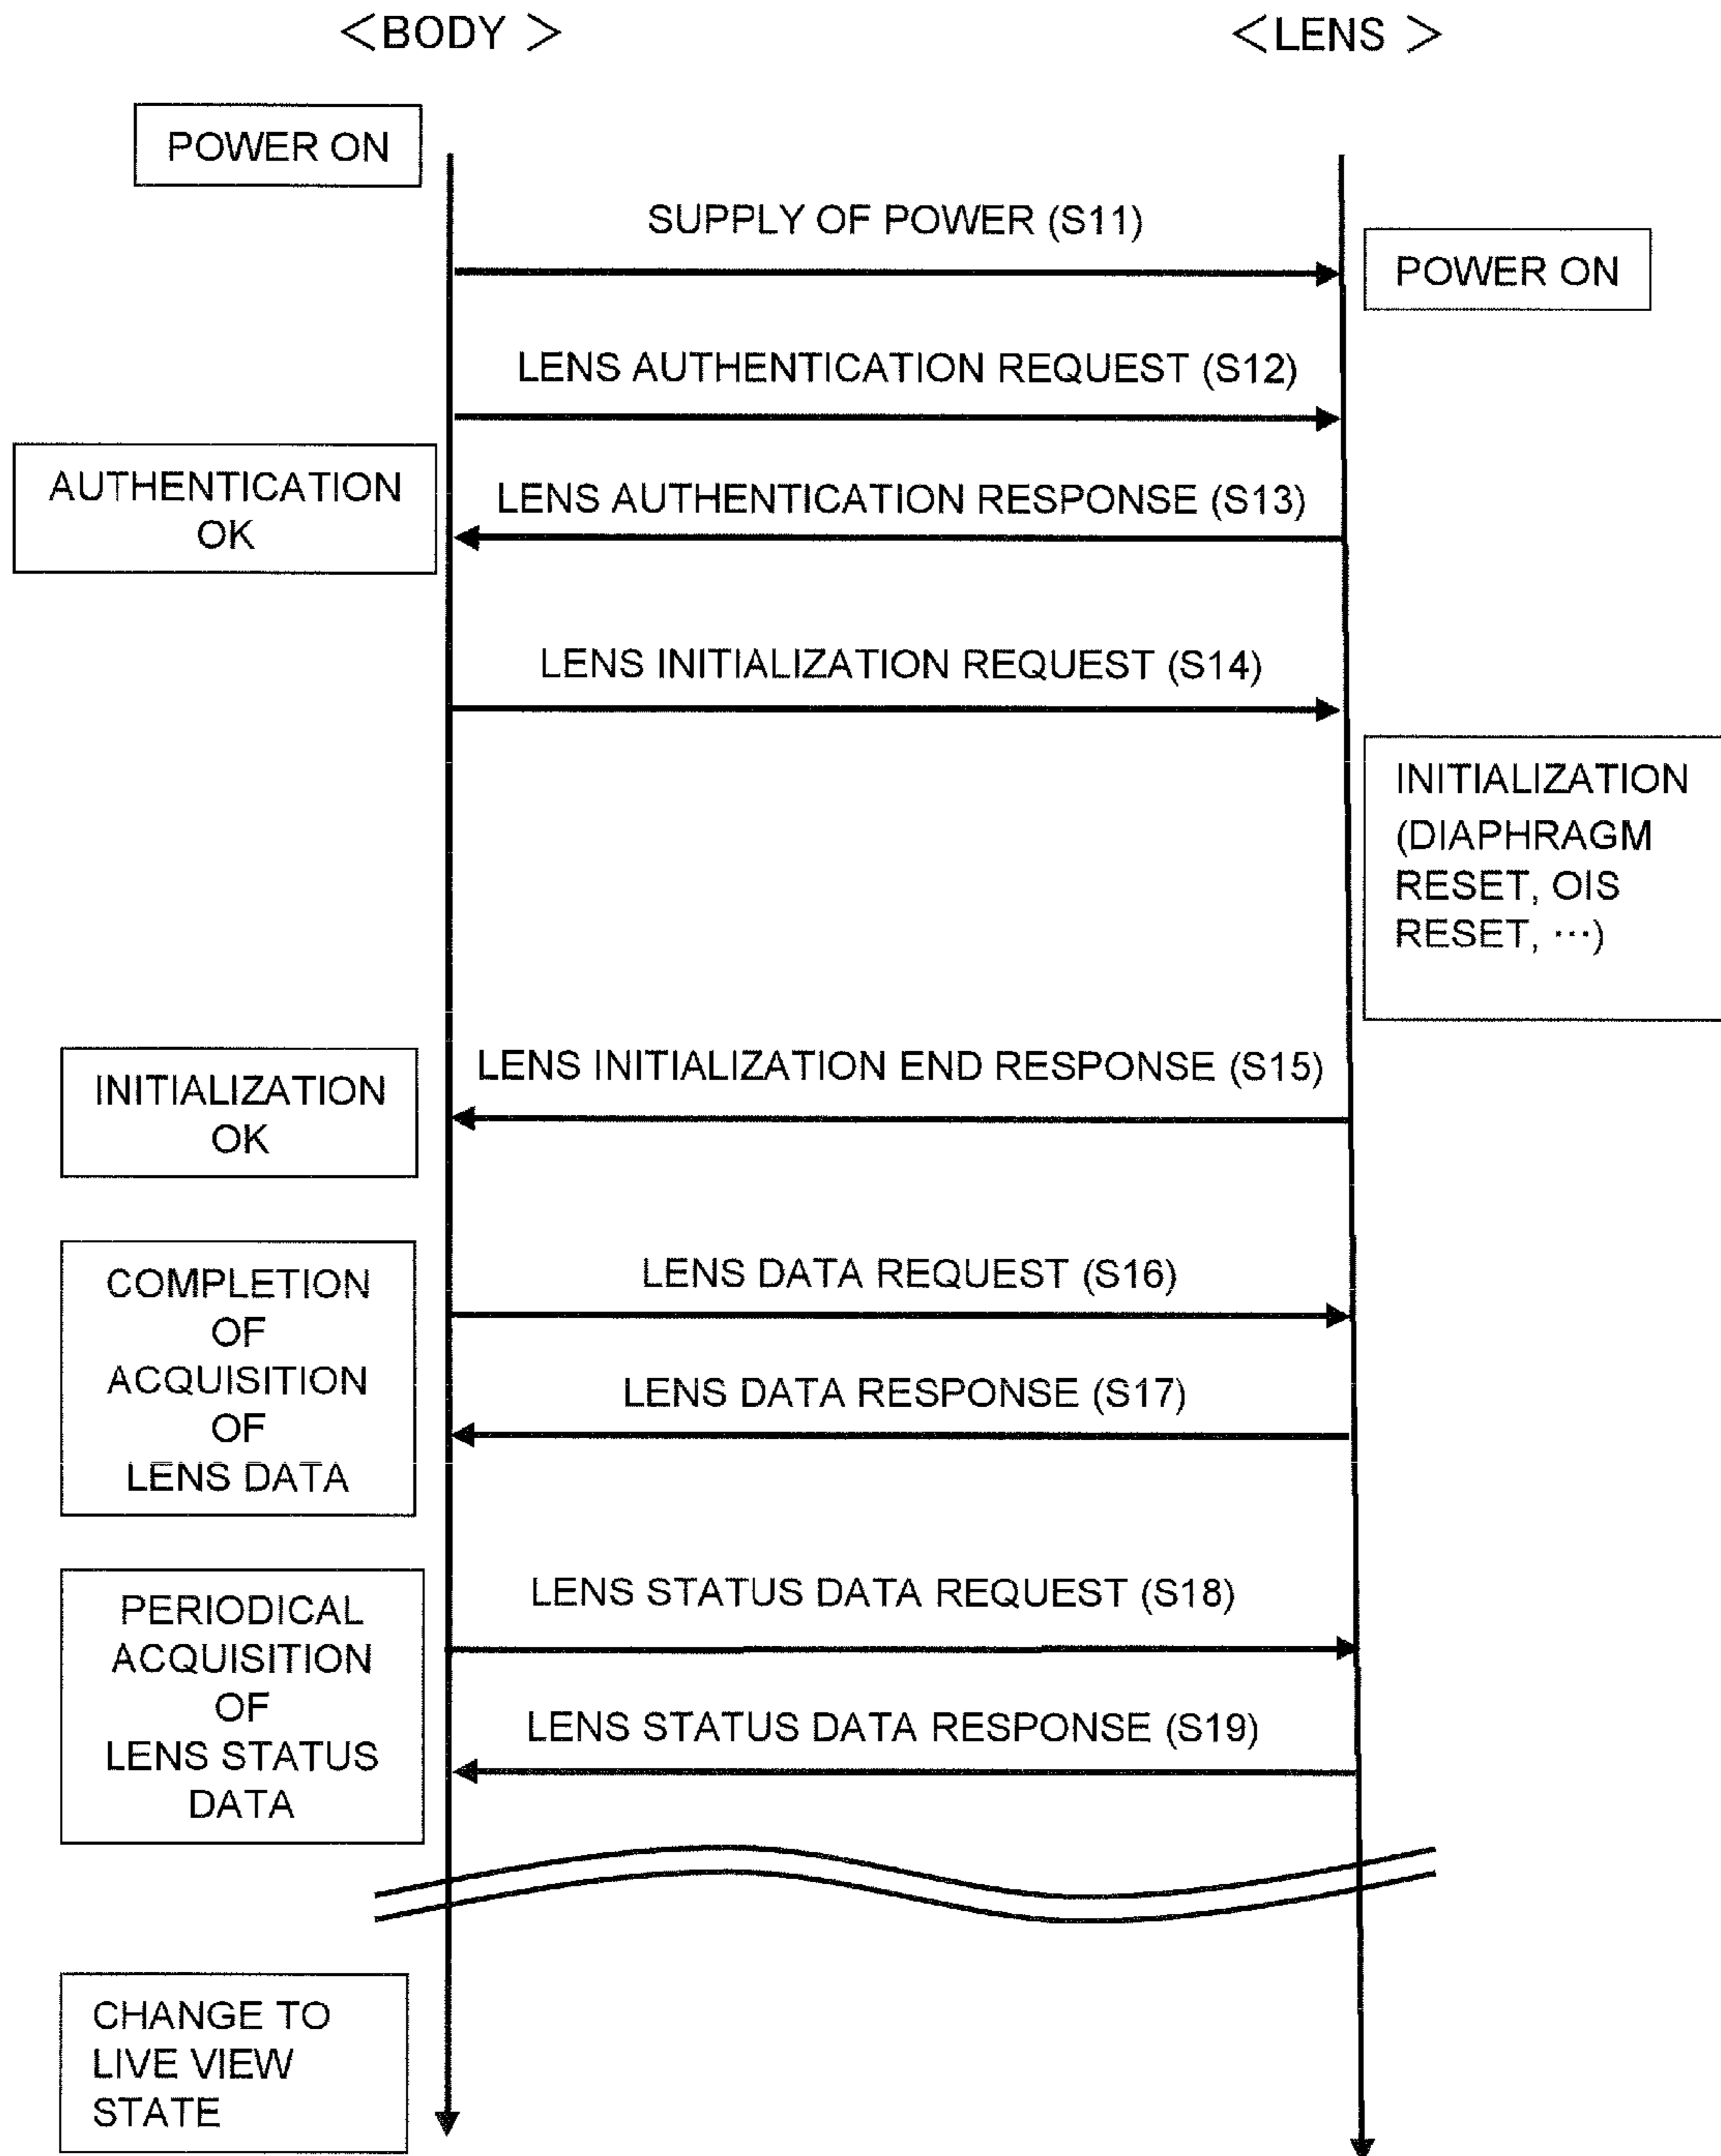 <BODY >
<LENS >
POWER ON
SUPPLY OF POWER (S11)
POWER ON
LENS AUTHENTICATION REQUEST (S12)
AUTHENTICATION
OK
LENS AUTHENTICATION RESPONSE (S13)
LENS INITIALIZATION REQUEST (S14)
INITIALIZATION
(DIAPHRAGM
RESET, OIS
RESET, ···)
INITIALIZATION
OK
LENS INITIALIZATION END RESPONSE (S15)
COMPLETION
OF
ACQUISITION
OF
LENS DATA
LENS DATA REQUEST (S16)
LENS DATA RESPONSE (S17)
PERIODICAL
ACQUISITION
OF
LENS STATUS
DATA
LENS STATUS DATA REQUEST (S18)
LENS STATUS DATA RESPONSE (S19)
CHANGE TO
LIVE VIEW
STATE